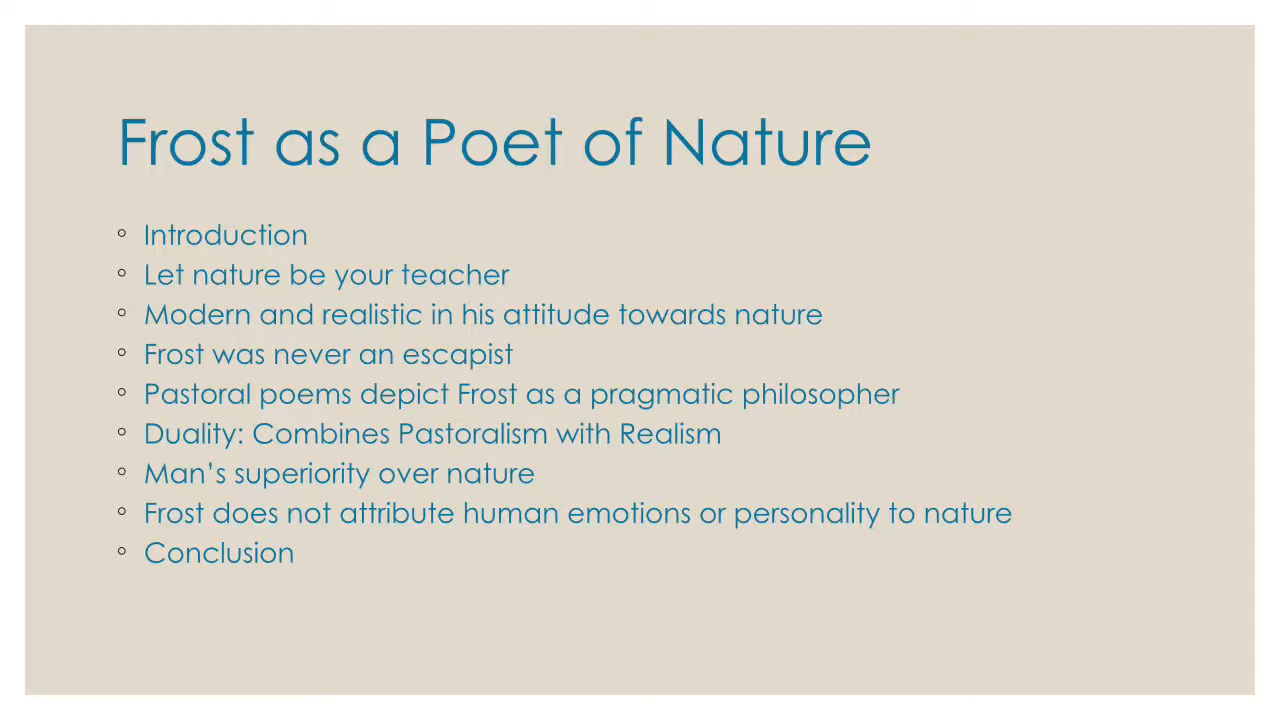 Frost as a Poet of Nature
◦ Introduction
◦ Let nature be your teacher
◦ Modern and realistic in his attitude towards nature
◦ Frost was never an escapist
◦ Pastoral poems depict Frost as a pragmatic philosopher
◦ Duality: Combines Pastoralism with Realism
◦ Man’s superiority over nature
◦ Frost does not attribute human emotions or personality to nature
◦ Conclusion